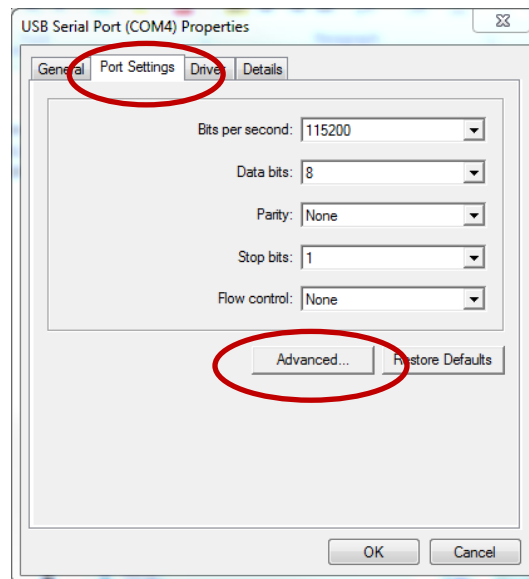 USB Serial Port (COM4) Properties
General Port Settings Driver Details
Bits per second: 115200
Data bits: 8
Parity: None
Stop bits: 1
Flow control: None
Advanced... Restore Defaults
OK Cancel